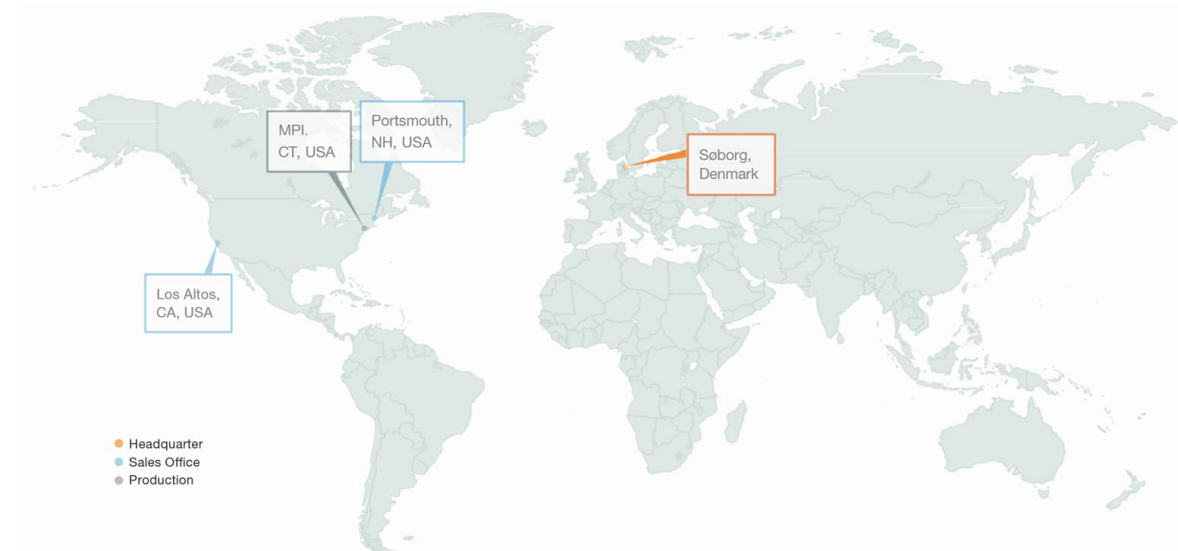 MPI.
CT, USA
Portsmouth,
NH, USA
Søborg,
Denmark
Los Altos,
CA, USA
Headquarter
Sales Office
Production